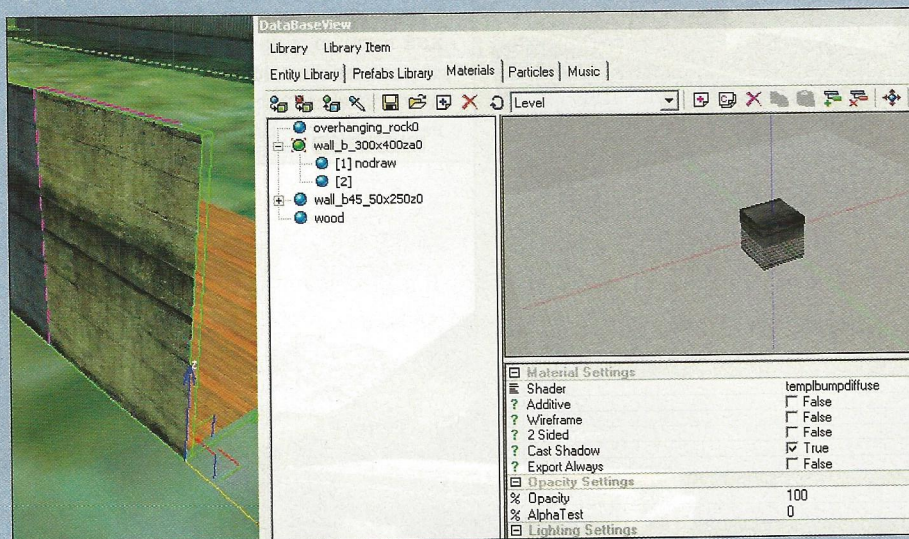 DataBaseView
Library Library Item
Entity Library Prefabs Library Materials Particles Music
Level
overhanging_rock0
wall_b_300x400za0
[1] nodraw
[2]
wall_b45_50x250z0
wood
z
Material Settings
Shader templbumpdiffuse
? Additive False
? Wireframe False
? 2 Sided False
? Cast Shadow True
? Export Always False
Opacity Settings
% Opacity 100
% AlphaTest 0
Lighting Settings